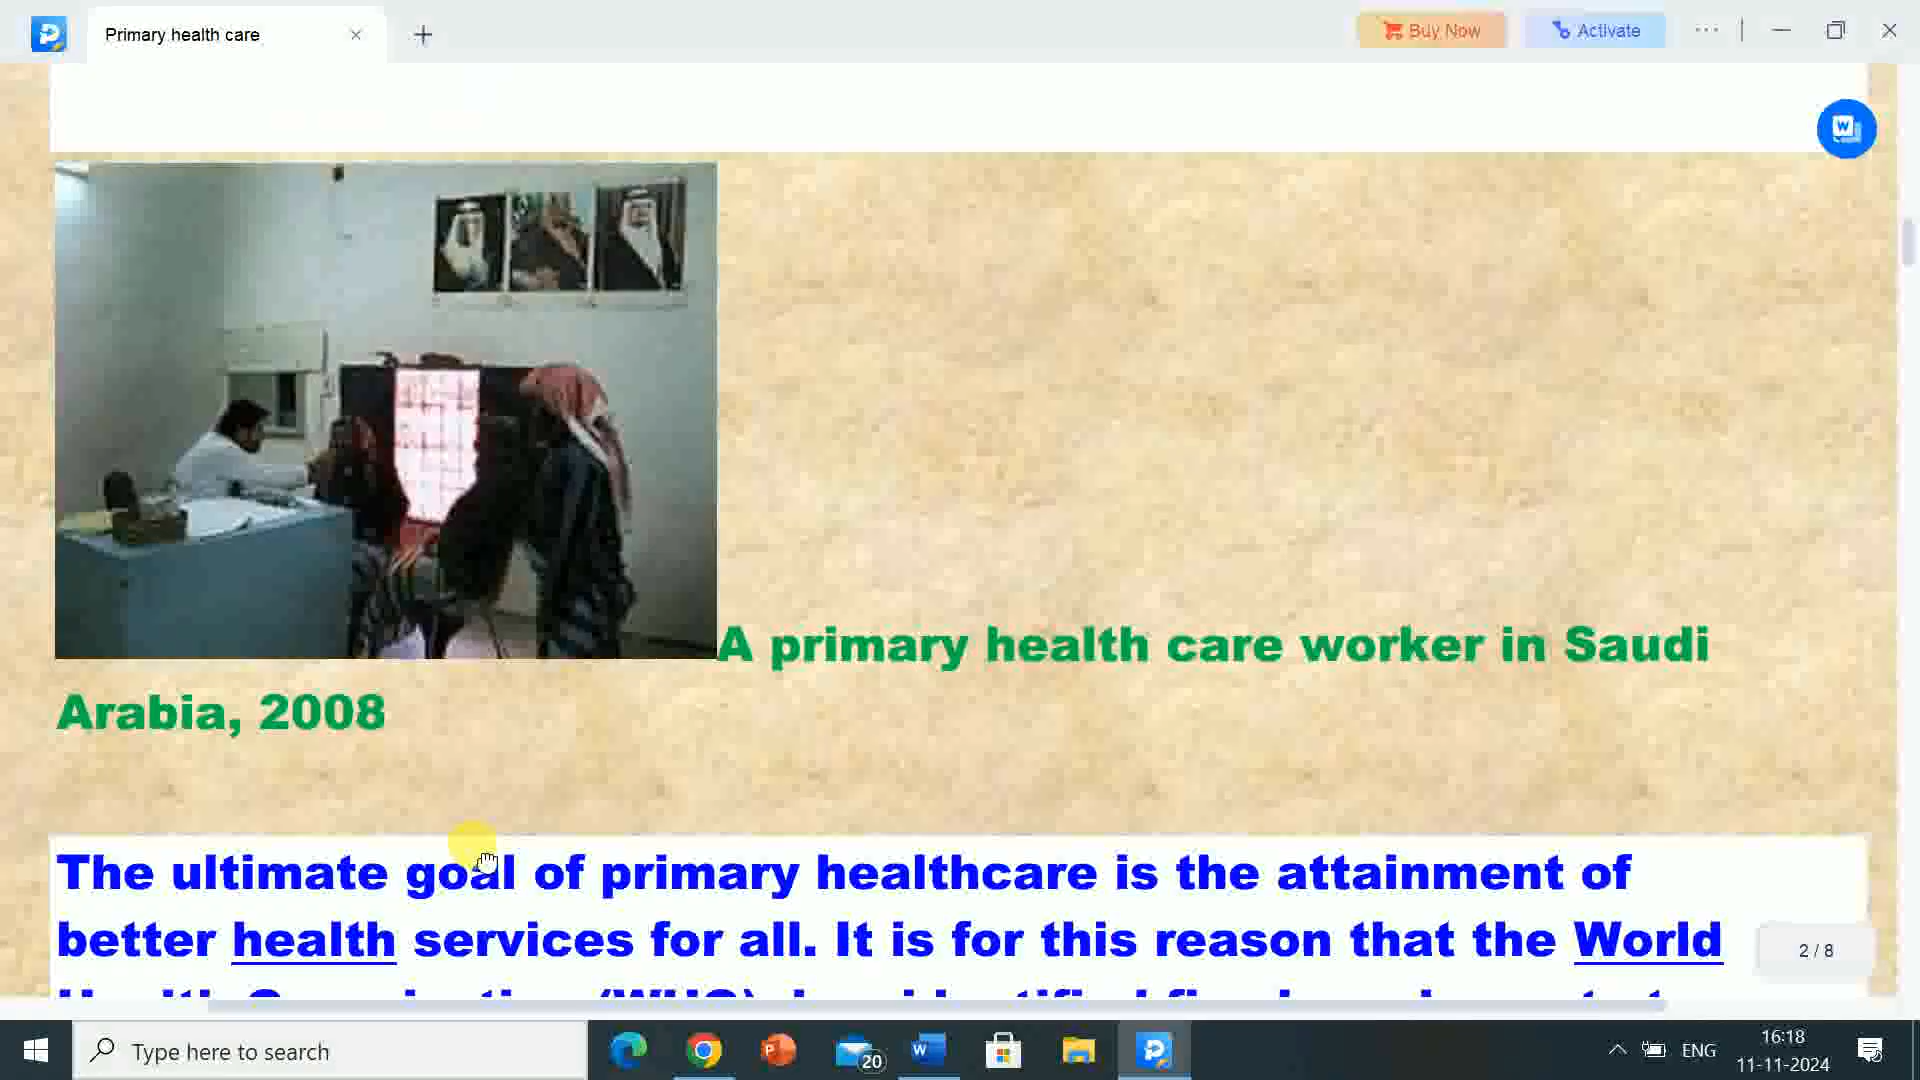 Primary health care
Buy Now
Activate
A primary health care worker in Saudi
Arabia, 2008
The ultimate goal of primary healthcare is the attainment of
better health services for all. It is for this reason that the World
2 / 8
Type here to search
20
ENG
16:18
11-11-2024